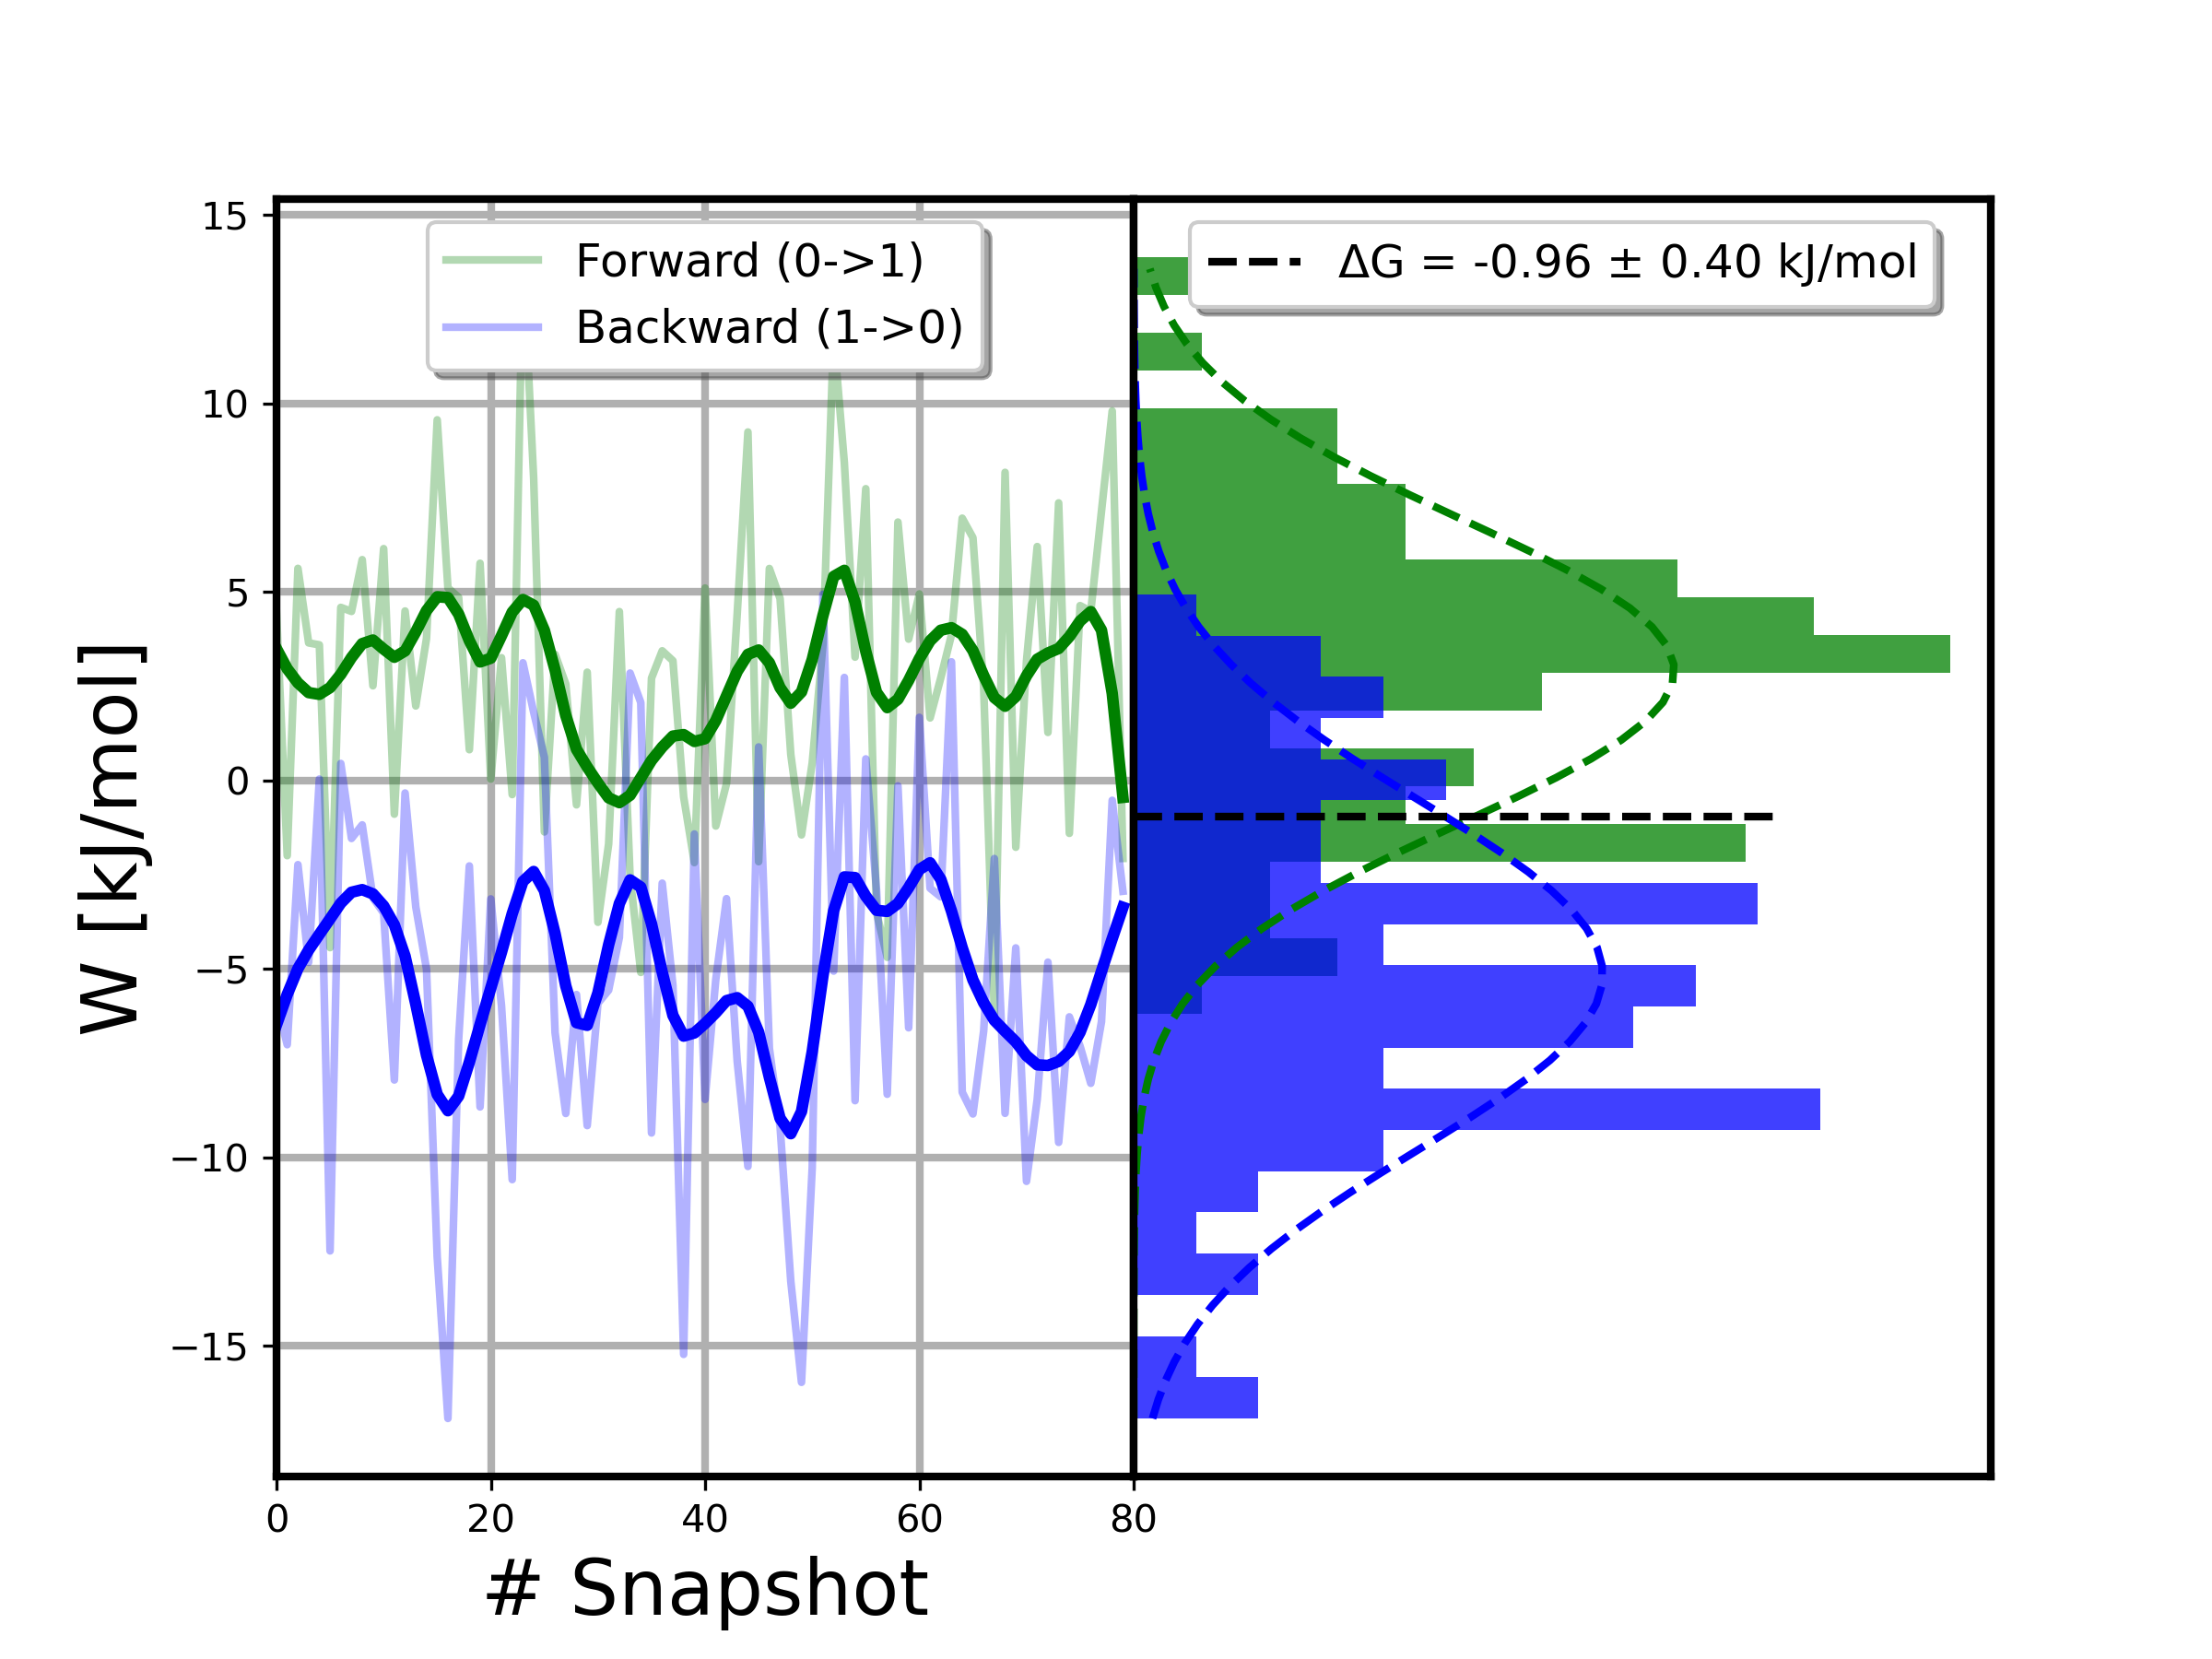 15
10
5
0
−5
−10
−15
W [kJ/mol]
Forward (0->1)
Backward (1->0)
ΔG = -0.96 ± 0.40 kJ/mol
0 20 40 60 80
# Snapshot